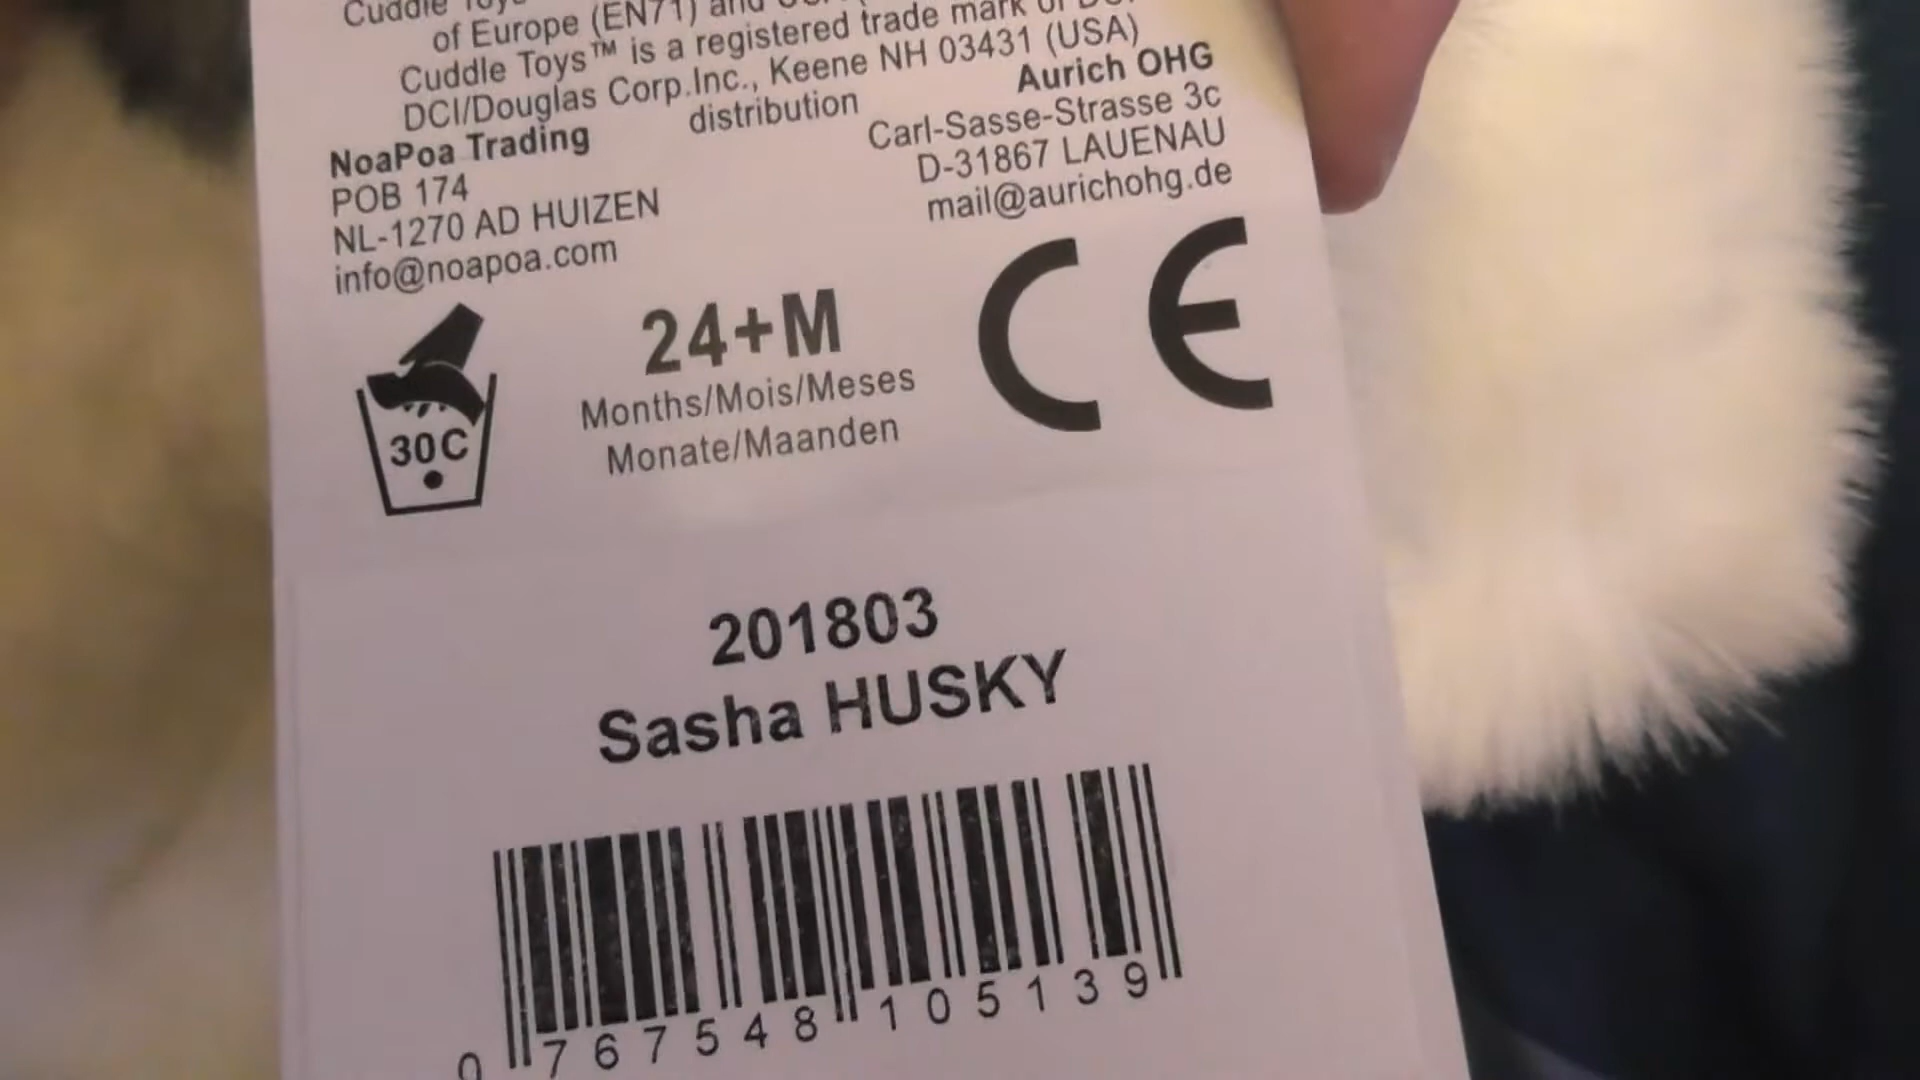 Cuddle
of Europe (EN71) and
Cuddle Toys™ is a registered trade mark of
DCI/Douglas Corp.Inc., Keene NH 03431 (USA)
distribution
NoaPoa Trading
POB 174
NL-1270 AD HUIZEN
info@noapoa.com
Aurich OHG
Carl-Sasse-Strasse 3c
D-31867 LAUENAU
mail@aurichohg.de
30C
24+M
Months/Mois/Meses
Monate/Maanden
CE
201803
Sasha HUSKY
0 767548 105139